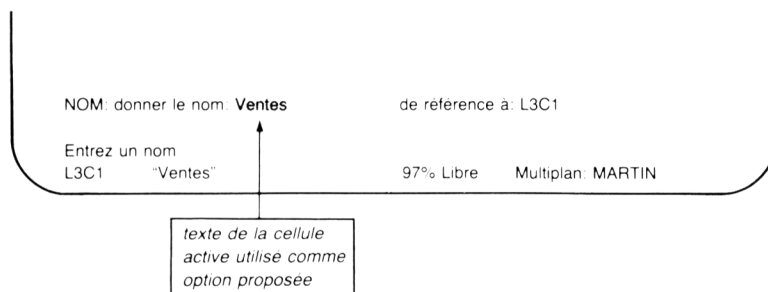 NOM: donner le nom: Ventes de référence à: L3C1
Entrez un nom
L3C1 "Ventes" 97% Libre Multiplan: MARTIN
texte de la cellule
active utilisé comme
option proposée